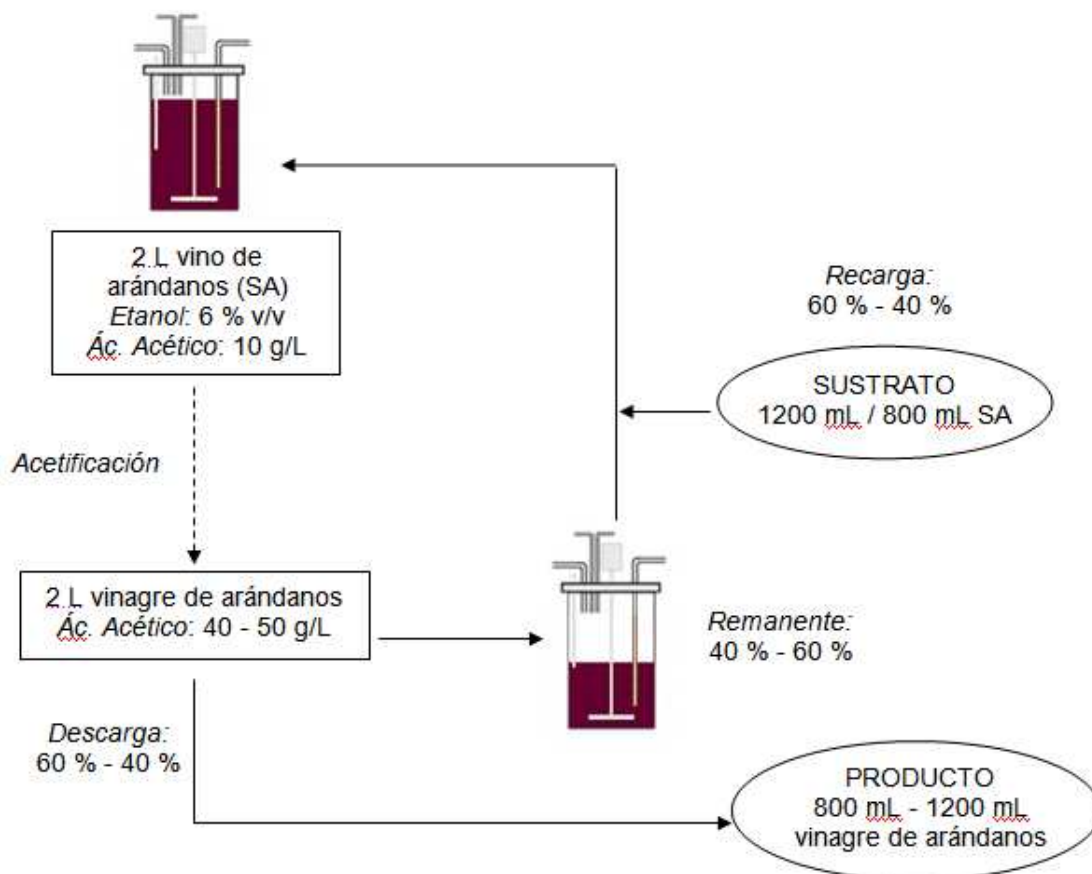 2.L vino de
arándanos (SA)
Etanol: 6 % v/v
Ác. Acético: 10 g/L
Recarga:
60 % - 40 %
SUSTRATO
1200 mL / 800 mL SA
Acetificación
2.L vinagre de arándanos
Ác. Acético: 40 - 50 g/L
Remanente:
40 % - 60 %
Descarga:
60 % - 40 %
PRODUCTO
800 mL - 1200 mL
vinagre de arándanos